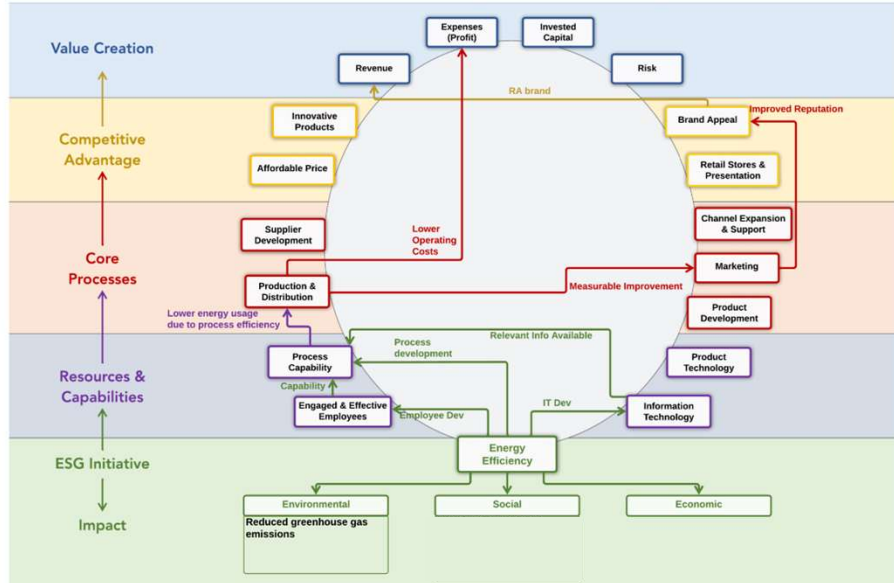 Value Creation
Expenses
(Profit)
Invested
Capital
Revenue
Risk
RA brand
Improved Reputation
Innovative
Products
Brand Appeal
Competitive
Advantage
Affordable Price
Retail Stores &
Presentation
Supplier
Development
Lower
Operating
Costs
Channel Expansion
& Support
Core
Processes
Marketing
Production &
Distribution
Measurable Improvement
Lower energy usage
due to process efficiency
Product
Development
Relevant Info Available
Process
development
Process
Capability
Product
Technology
Resources &
Capabilities
Capability
Engaged & Effective
Employees
Employee Dev
IT Dev
Information
Technology
Energy
Efficiency
ESG Initiative
Environmental
Social
Economic
Impact
Reduced greenhouse gas
emissions